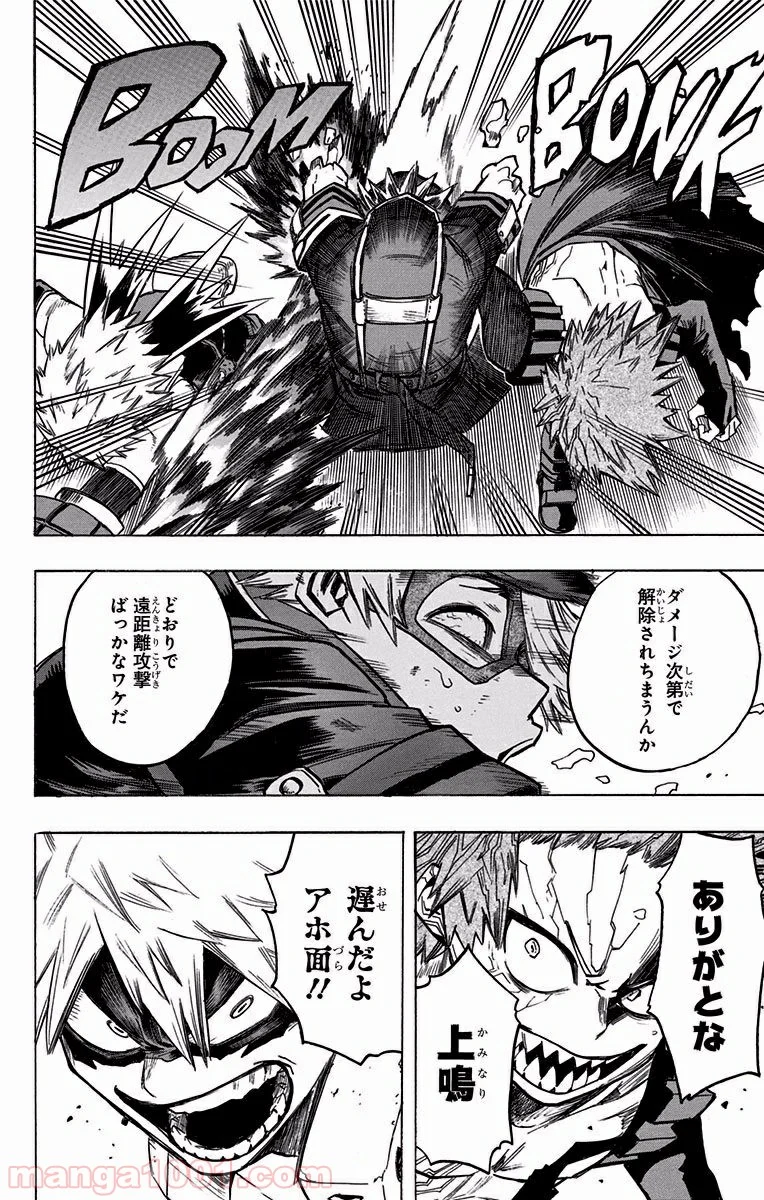 BOOM
BONK
ダメージ次第で
解除されちまうんか
どおりで
遠距離攻撃
ばっかなワケだ
ありがとな
上鳴
遅んだよ
アホ面!!
manga1001.com